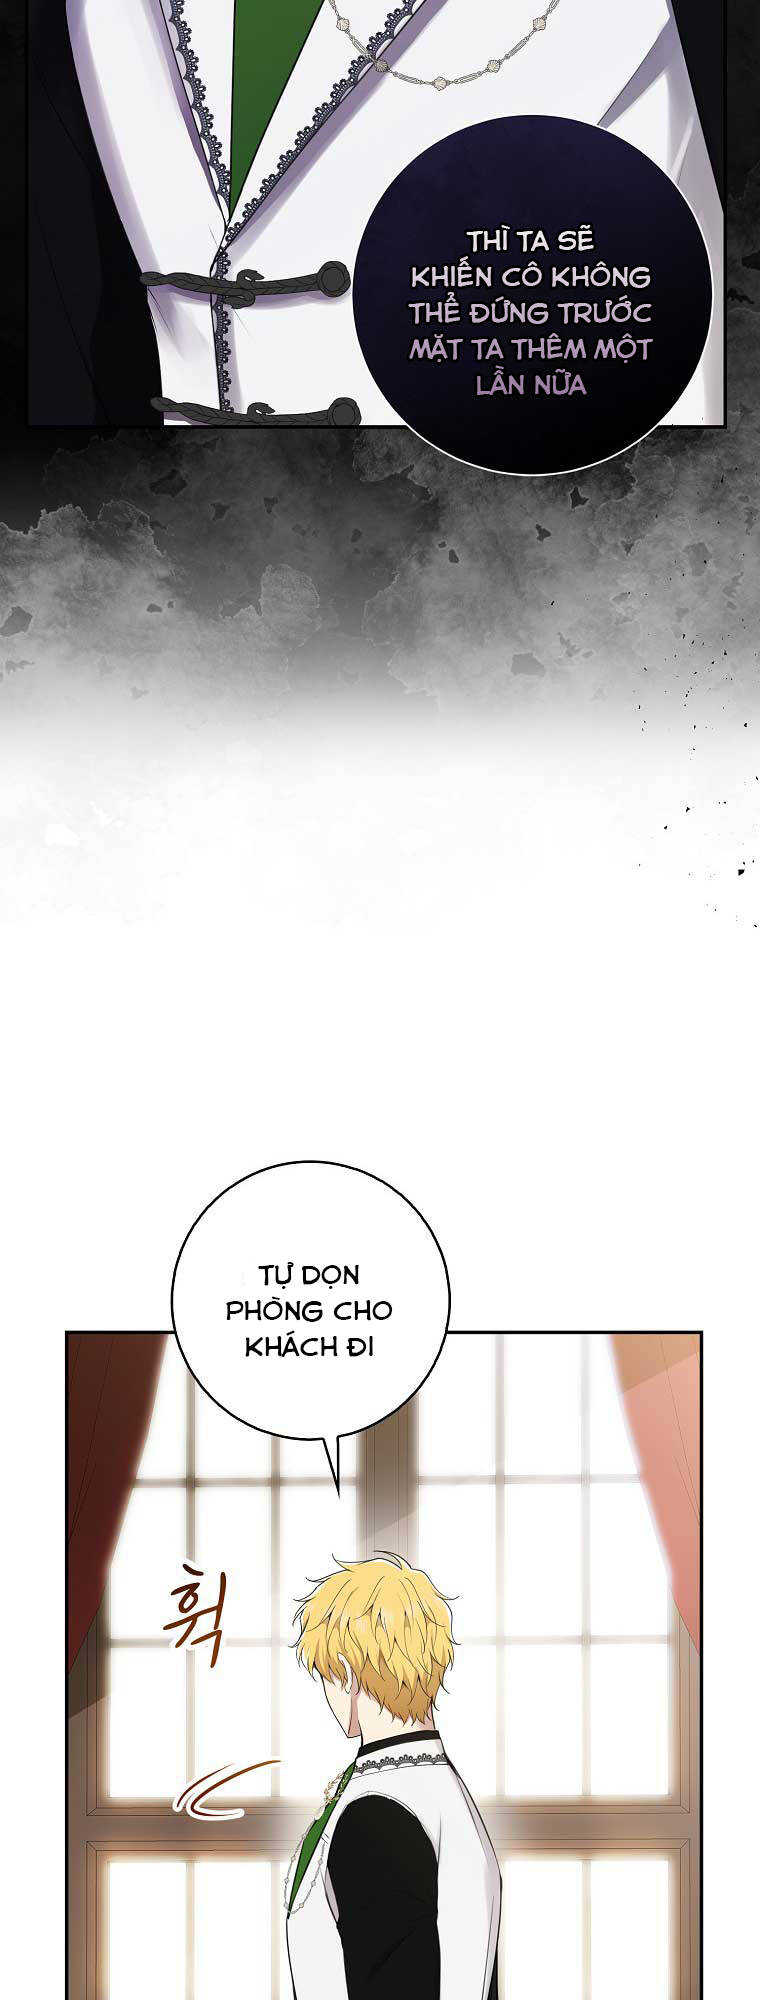 THÌ TA SẼ
KHIẾN CÔ KHÔNG
THỂ ĐỨNG TRƯỚC
MẶT TA THÊM MỘT
LẦN NỮA
TỰ DỌN
PHÒNG CHO
KHÁCH ĐI
휙